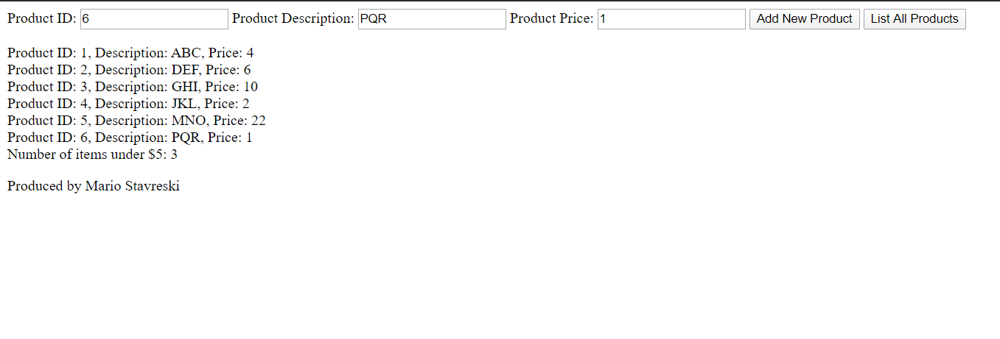 Product ID: 6 Product Description: PQR Product Price: 1 Add New Product List All Products
Product ID: 1, Description: ABC, Price: 4
Product ID: 2, Description: DEF, Price: 6
Product ID: 3, Description: GHI, Price: 10
Product ID: 4, Description: JKL, Price: 2
Product ID: 5, Description: MNO, Price: 22
Product ID: 6, Description: PQR, Price: 1
Number of items under $5: 3
Produced by Mario Stavreski